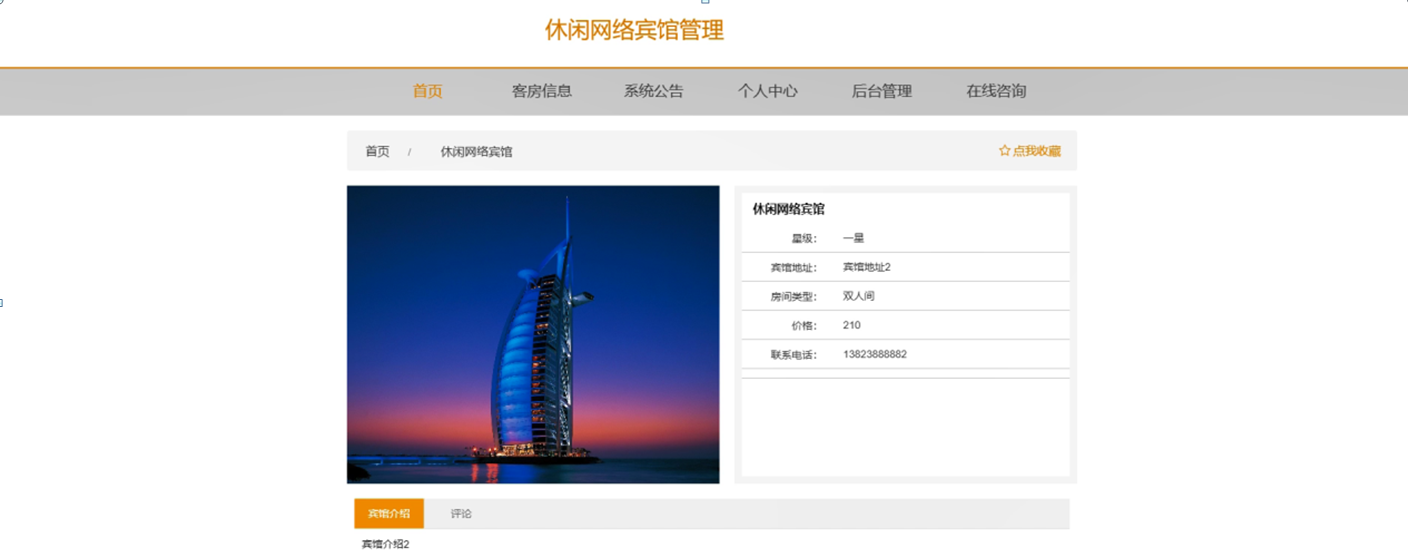 休闲网络宾馆管理
首页 客房信息 系统公告 个人中心 后台管理 在线咨询
首页 / 休闲网络宾馆 ☆点我收藏
休闲网络宾馆
星级: 一星
宾馆地址: 宾馆地址2
房间类型: 双人间
价格: 210
联系电话: 13823888882
宾馆介绍 评论
宾馆介绍2